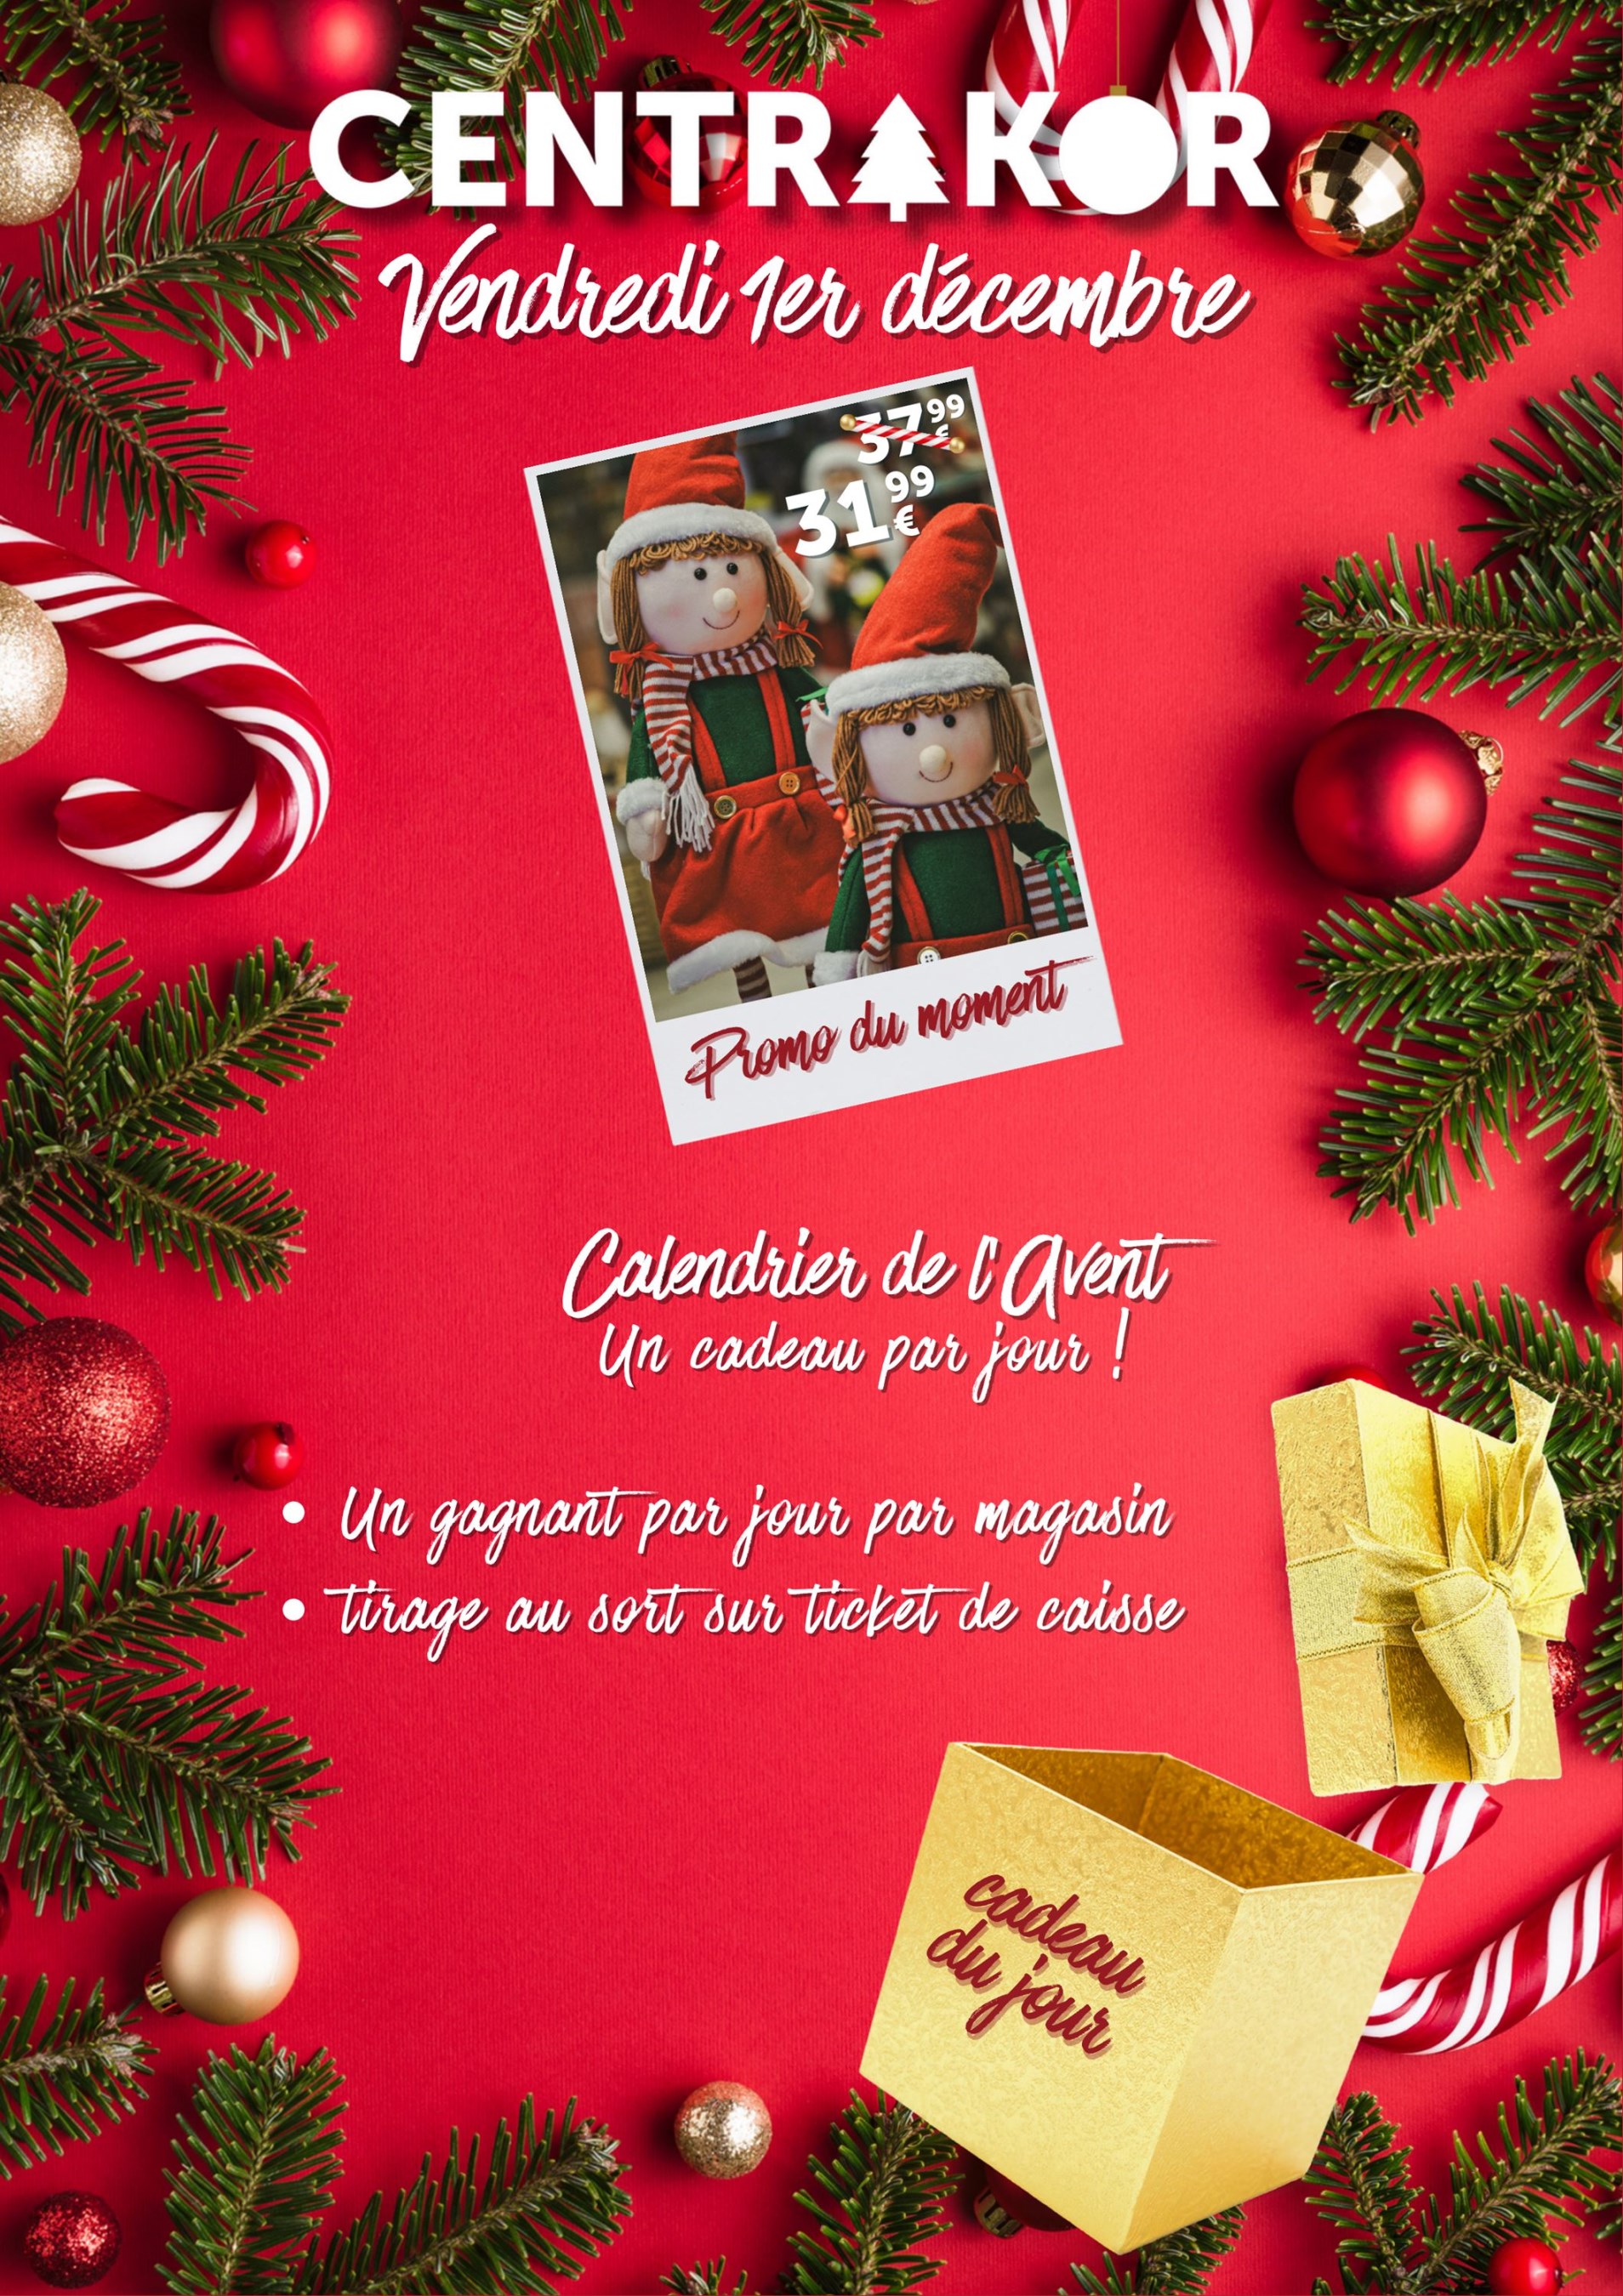 CENTRAKOR
Vendredi 1er décembre
37,99 €
31,99 €
Promo du moment
Calendrier de l'Avent
Un cadeau par jour !
• Un gagnant par jour par magasin
• tirage au sort sur ticket de caisse
cadeau
du jour